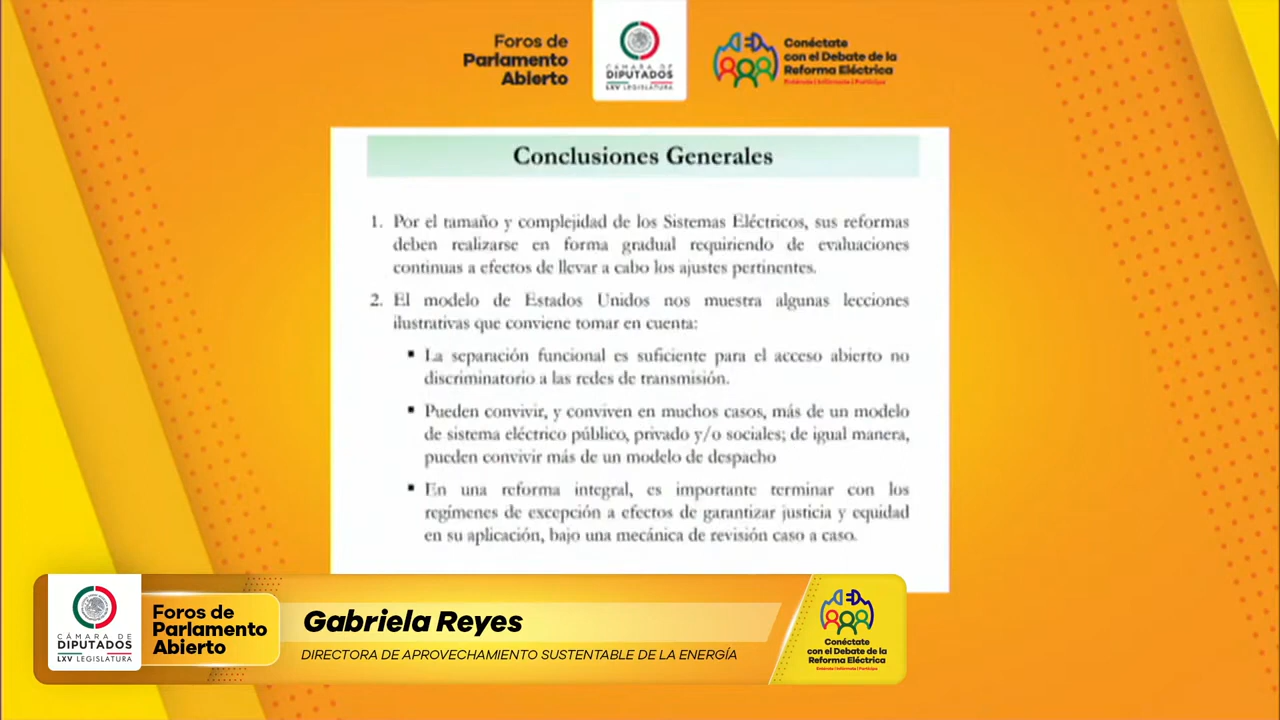 Foros de
Parlamento
Abierto
CÁMARA DE
DIPUTADOS
LXV LEGISLATURA
Conéctate
con el Debate de la
Reforma Eléctrica
Entérate | Infórmate | Participa
Conclusiones Generales
1. Por el tamaño y complejidad de los Sistemas Eléctricos, sus reformas
deben realizarse en forma gradual requiriendo de evaluaciones
continuas a efectos de llevar a cabo los ajustes pertinentes.
2. El modelo de Estados Unidos nos muestra algunas lecciones
ilustrativas que conviene tomar en cuenta:
▪ La separación funcional es suficiente para el acceso abierto no
discriminatorio a las redes de transmisión.
▪ Pueden convivir, y conviven en muchos casos, más de un modelo
de sistema eléctrico público, privado y/o sociales; de igual manera,
pueden convivir más de un modelo de despacho
▪ En una reforma integral, es importante terminar con los
regímenes de excepción a efectos de garantizar justicia y equidad
en su aplicación, bajo una mecánica de revisión caso a caso.
CÁMARA DE
DIPUTADOS
LXV LEGISLATURA
Foros de
Parlamento
Abierto
Gabriela Reyes
DIRECTORA DE APROVECHAMIENTO SUSTENTABLE DE LA ENERGÍA
Conéctate
con el Debate de la
Reforma Eléctrica
Entérate | Infórmate | Participa